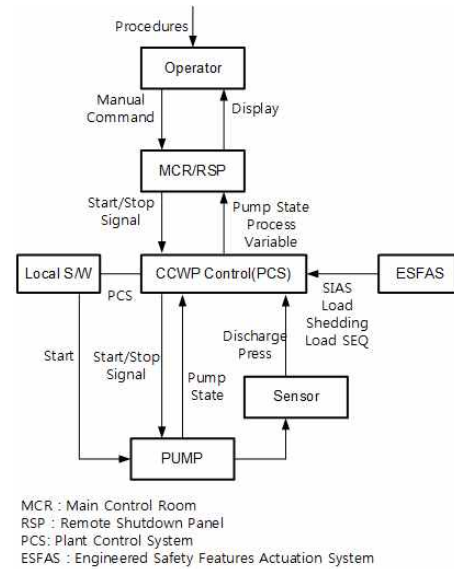 Procedures
Operator
Manual
Command
Display
MCR/RSP
Start/Stop
Signal
Pump State
Process
Variable
Local S/W
PCS
CCWP Control(PCS)
ESFAS
SIAS
Load
Shedding
Load SEQ
Start
Start/Stop
Signal
Pump
State
Discharge
Press
Sensor
PUMP
MCR : Main Control Room
RSP : Remote Shutdown Panel
PCS: Plant Control System
ESFAS : Engineered Safety Features Actuation System